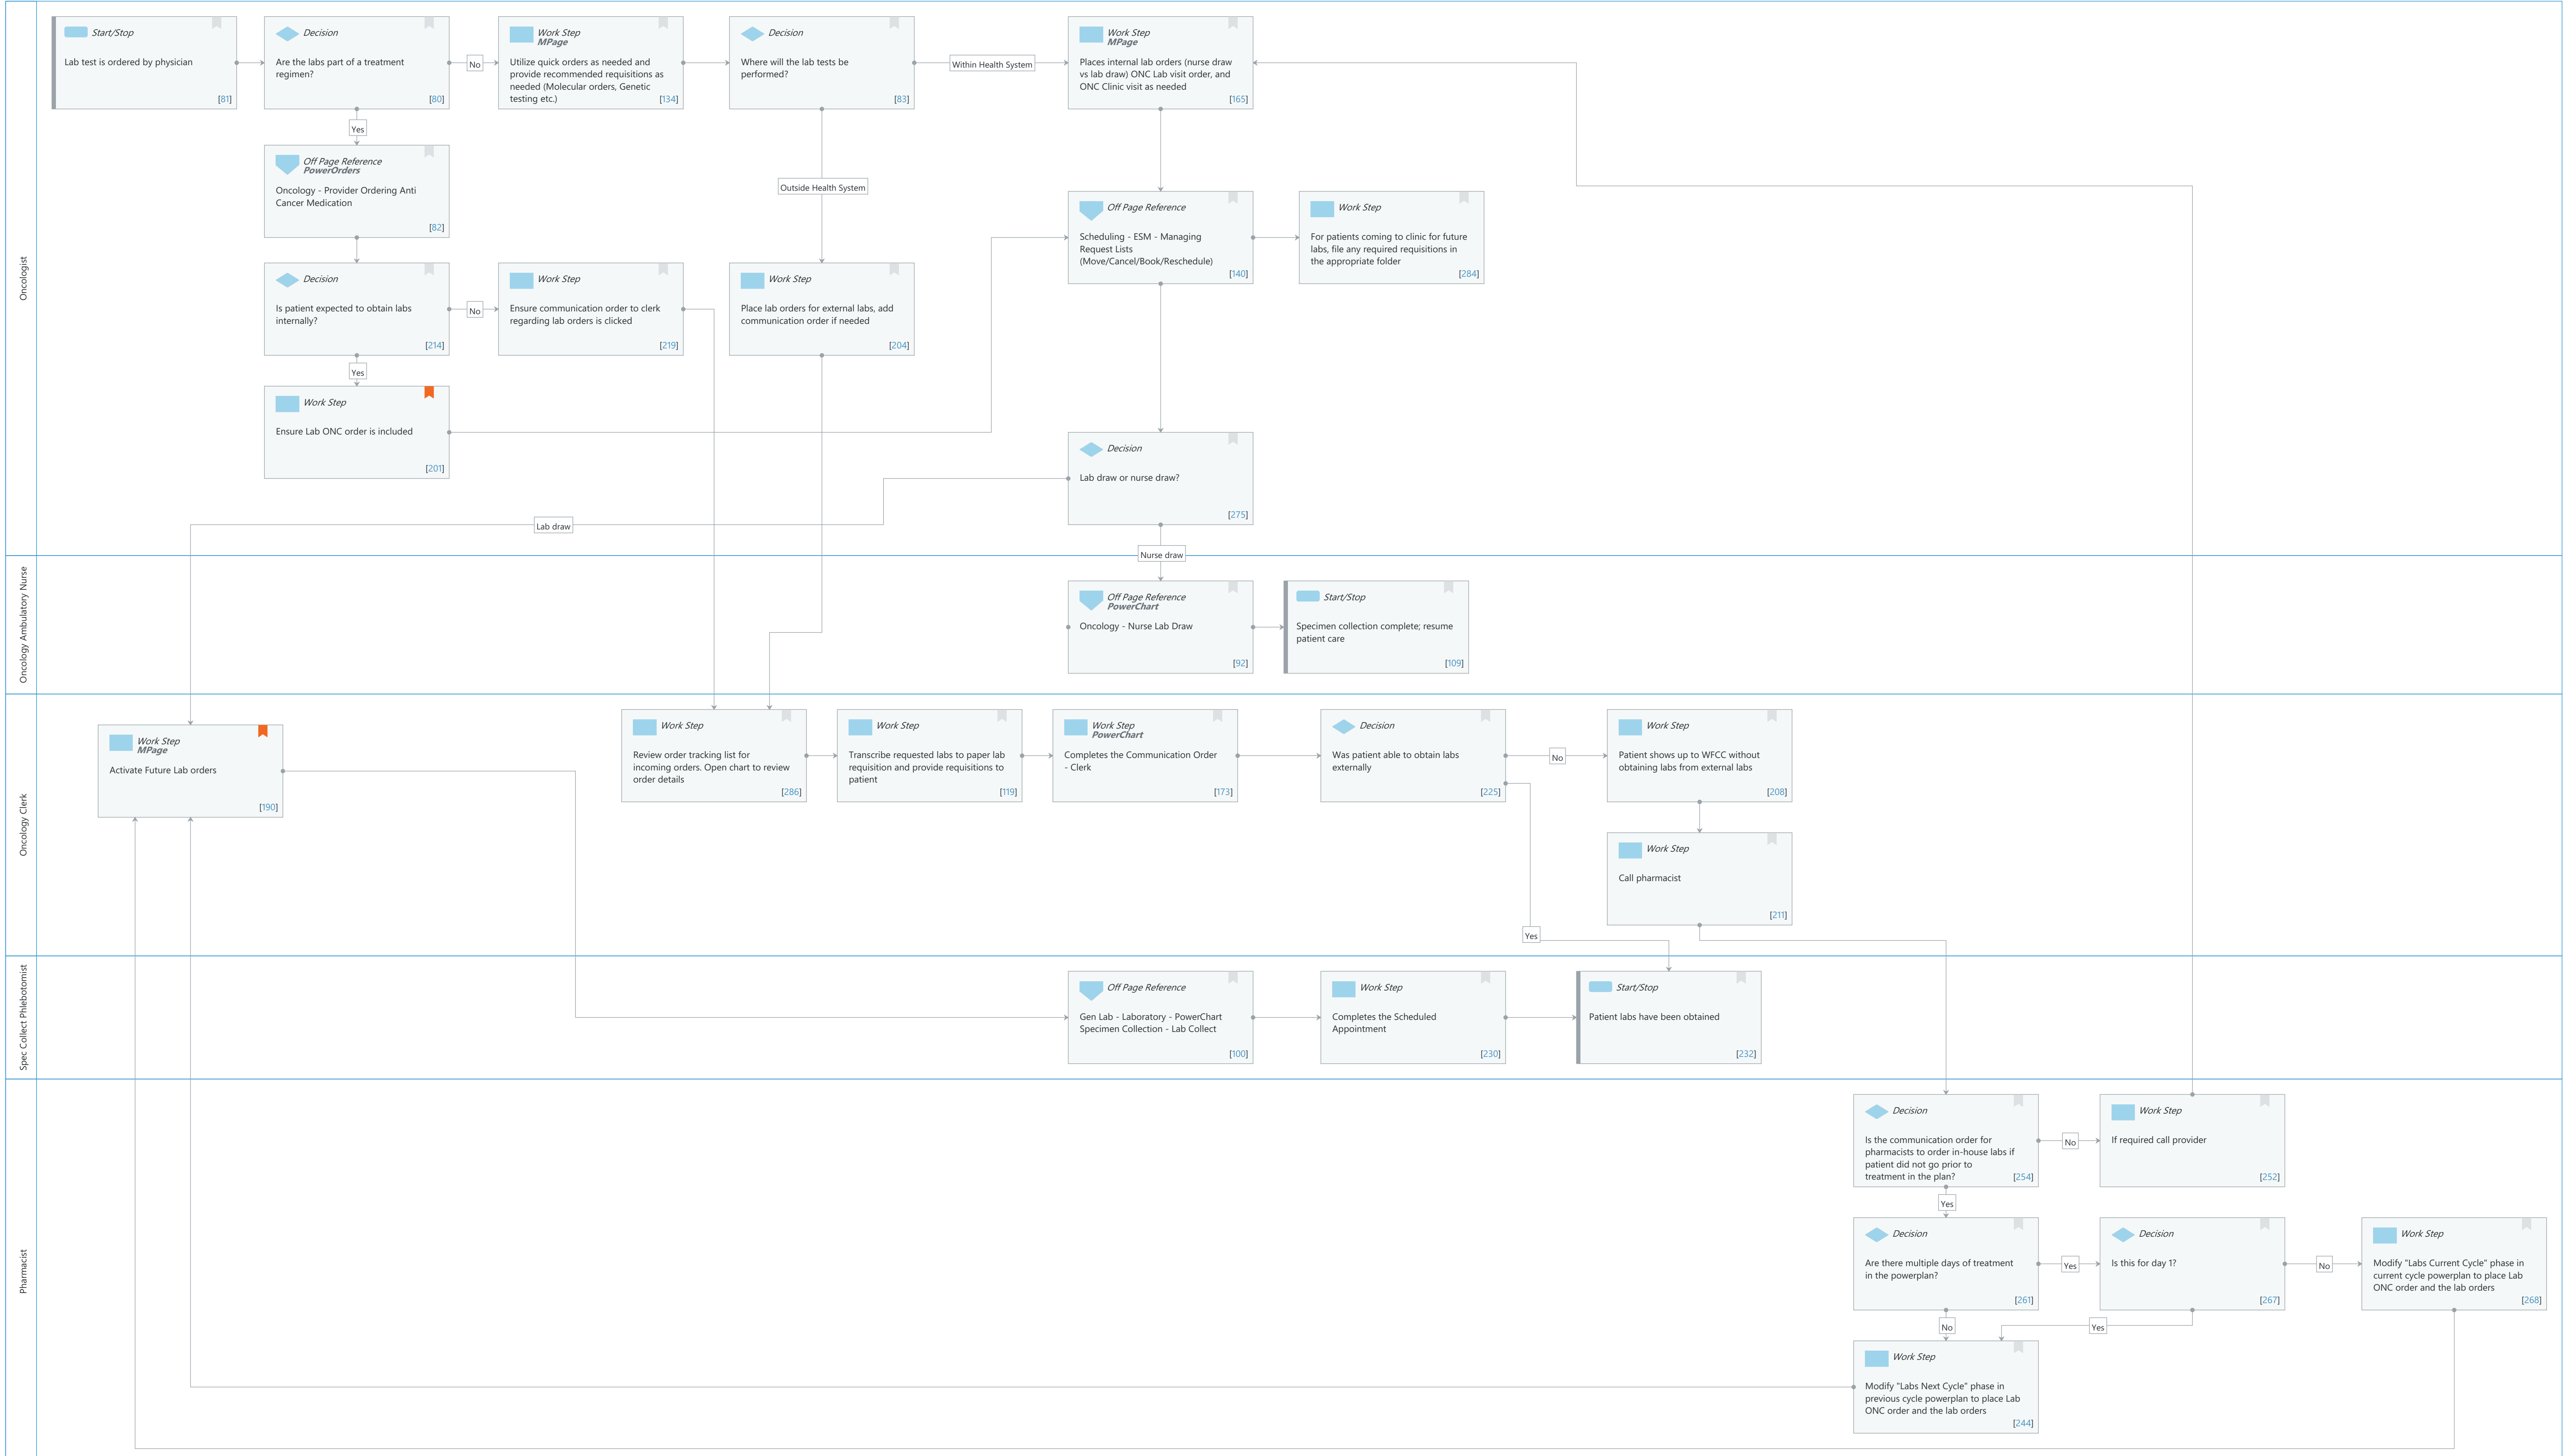 Oncologist
Start/Stop
Lab test is ordered by physician
[81]
Decision
Are the labs part of a treatment
regimen?
[80]
No
Work Step
MPage
Utilize quick orders as needed and
provide recommended requisitions as
needed (Molecular orders, Genetic
testing etc.)
[134]
Decision
Where will the lab tests be
performed?
[83]
Within Health System
Work Step
MPage
Places internal lab orders (nurse draw
vs lab draw) ONC Lab visit order, and
ONC Clinic visit as needed
[165]
Yes
Off Page Reference
PowerOrders
Oncology - Provider Ordering Anti
Cancer Medication
[82]
Outside Health System
Off Page Reference
Scheduling - ESM - Managing
Request Lists
(Move/Cancel/Book/Reschedule)
[140]
Work Step
For patients coming to clinic for future
labs, file any required requisitions in
the appropriate folder
[284]
Decision
Is patient expected to obtain labs
internally?
[214]
No
Work Step
Ensure communication order to clerk
regarding lab orders is clicked
[219]
Work Step
Place lab orders for external labs, add
communication order if needed
[204]
Yes
Work Step
Ensure Lab ONC order is included
[201]
Decision
Lab draw or nurse draw?
[275]
Lab draw
Nurse draw
Oncology Ambulatory Nurse
Off Page Reference
PowerChart
Oncology - Nurse Lab Draw
[92]
Start/Stop
Specimen collection complete; resume
patient care
[109]
Oncology Clerk
Work Step
MPage
Activate Future Lab orders
[190]
Work Step
Review order tracking list for
incoming orders. Open chart to review
order details
[286]
Work Step
Transcribe requested labs to paper lab
requisition and provide requisitions to
patient
[119]
Work Step
PowerChart
Completes the Communication Order
- Clerk
[173]
Decision
Was patient able to obtain labs
externally
[225]
No
Work Step
Patient shows up to WFCC without
obtaining labs from external labs
[208]
Work Step
Call pharmacist
[211]
Yes
Spec Collect Phlebotomist
Off Page Reference
Gen Lab - Laboratory - PowerChart
Specimen Collection - Lab Collect
[100]
Work Step
Completes the Scheduled
Appointment
[230]
Start/Stop
Patient labs have been obtained
[232]
Pharmacist
Decision
Is the communication order for
pharmacists to order in-house labs if
patient did not go prior to
treatment in the plan?
[254]
No
Work Step
If required call provider
[252]
Yes
Decision
Are there multiple days of treatment
in the powerplan?
[261]
Yes
Decision
Is this for day 1?
[267]
No
Work Step
Modify "Labs Current Cycle" phase in
current cycle powerplan to place Lab
ONC order and the lab orders
[268]
No
Yes
Work Step
Modify "Labs Next Cycle" phase in
previous cycle powerplan to place Lab
ONC order and the lab orders
[244]